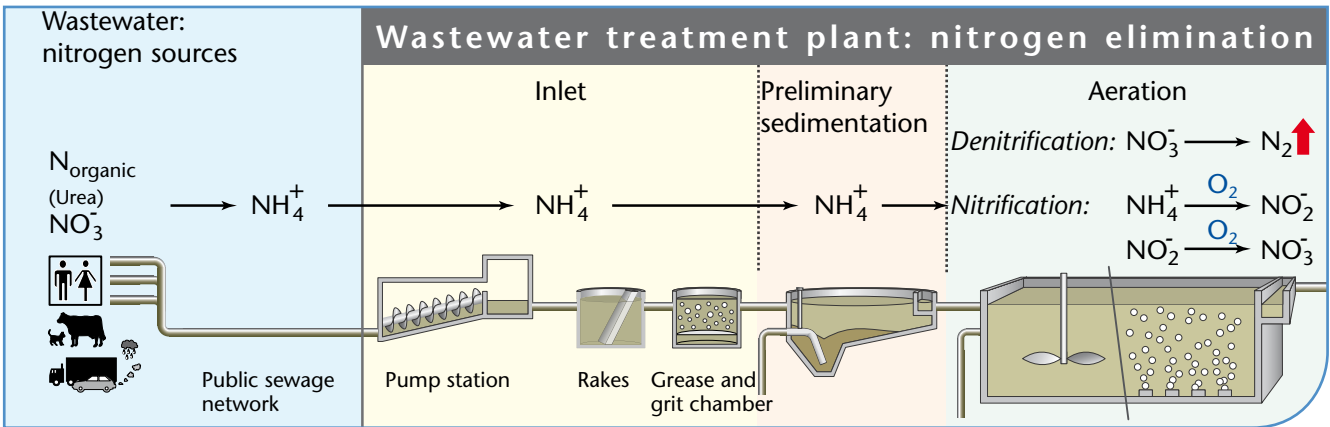 Wastewater:
nitrogen sources
Wastewater treatment plant: nitrogen elimination
Inlet
Preliminary
sedimentation
Aeration
Denitrification: NO₃⁻ → N₂
N organic
(Urea)
NO₃⁻
→ NH₄⁺ → NH₄⁺ → NH₄⁺ →
Nitrification: NH₄⁺ O₂ → NO₂⁻
NO₂⁻ O₂ → NO₃⁻
Public sewage
network
Pump station
Rakes
Grease and
grit chamber